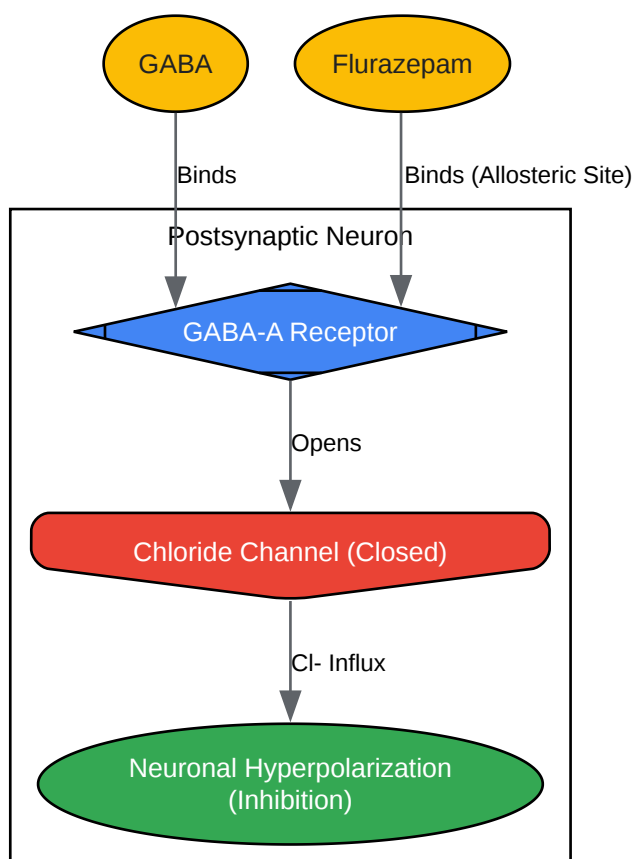 GABA
Flurazepam
Binds
Binds (Allosteric Site)
Postsynaptic Neuron
GABA-A Receptor
Opens
Chloride Channel (Closed)
Cl- Influx
Neuronal Hyperpolarization
(Inhibition)